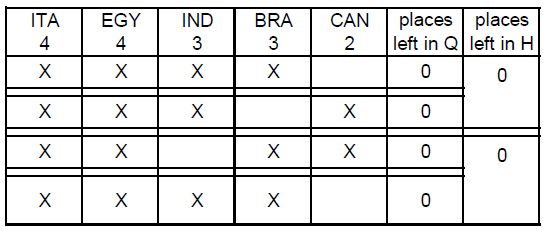 ITA EGY IND BRA CAN places places
4 4 3 3 2 left in Q left in H
X X X X 0 0
X X X X 0
X X X X 0 0
X X X X 0